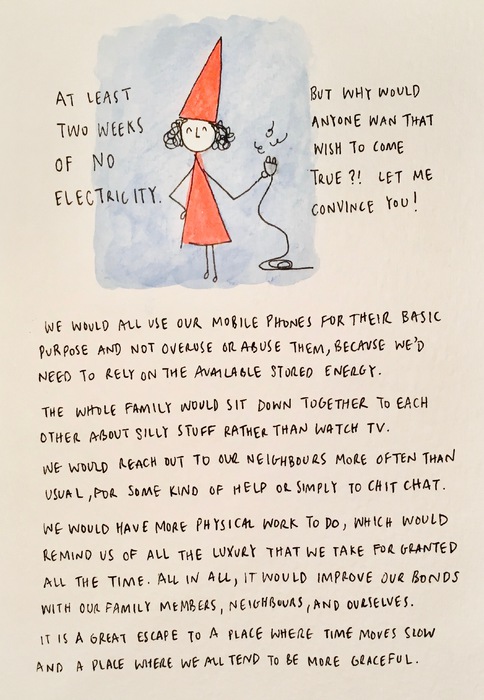 AT LEAST
TWO WEEKS
OF NO
ELECTRICITY.
BUT WHY WOULD
ANYONE WAN THAT
WISH TO COME
TRUE?! LET ME
CONVINCE YOU!
WE WOULD ALL USE OUR MOBILE PHONES FOR THEIR BASIC
PURPOSE AND NOT OVERUSE OR ABUSE THEM, BECAUSE WE'D
NEED TO RELY ON THE AVAILABLE STORED ENERGY.
THE WHOLE FAMILY WOULD SIT DOWN TOGETHER TO EACH
OTHER ABOUT SILLY STUFF RATHER THAN WATCH TV.
WE WOULD REACH OUT TO OUR NEIGHBOURS MORE OFTEN THAN
USUAL, FOR SOME KIND OF HELP OR SIMPLY TO CHIT CHAT.
WE WOULD HAVE MORE PHYSICAL WORK TO DO, WHICH WOULD
REMIND US OF ALL THE LUXURY THAT WE TAKE FOR GRANTED
ALL THE TIME. ALL IN ALL, IT WOULD IMPROVE OUR BONDS
WITH OUR FAMILY MEMBERS, NEIGHBOURS, AND OURSELVES.
IT IS A GREAT ESCAPE TO A PLACE WHERE TIME MOVES SLOW
AND A PLACE WHERE WE ALL TEND TO BE MORE GRACEFUL.